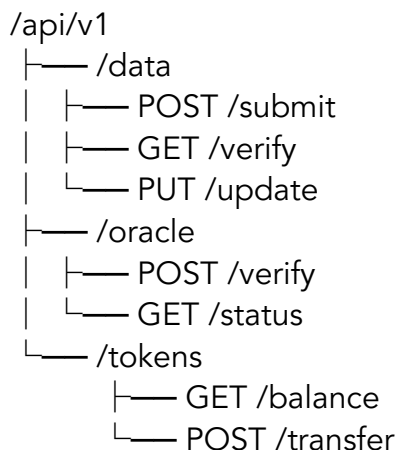 /api/v1
├── /data
│ ├── POST /submit
│ ├── GET /verify
│ └── PUT /update
├── /oracle
│ ├── POST /verify
│ └── GET /status
└── /tokens
├── GET /balance
└── POST /transfer